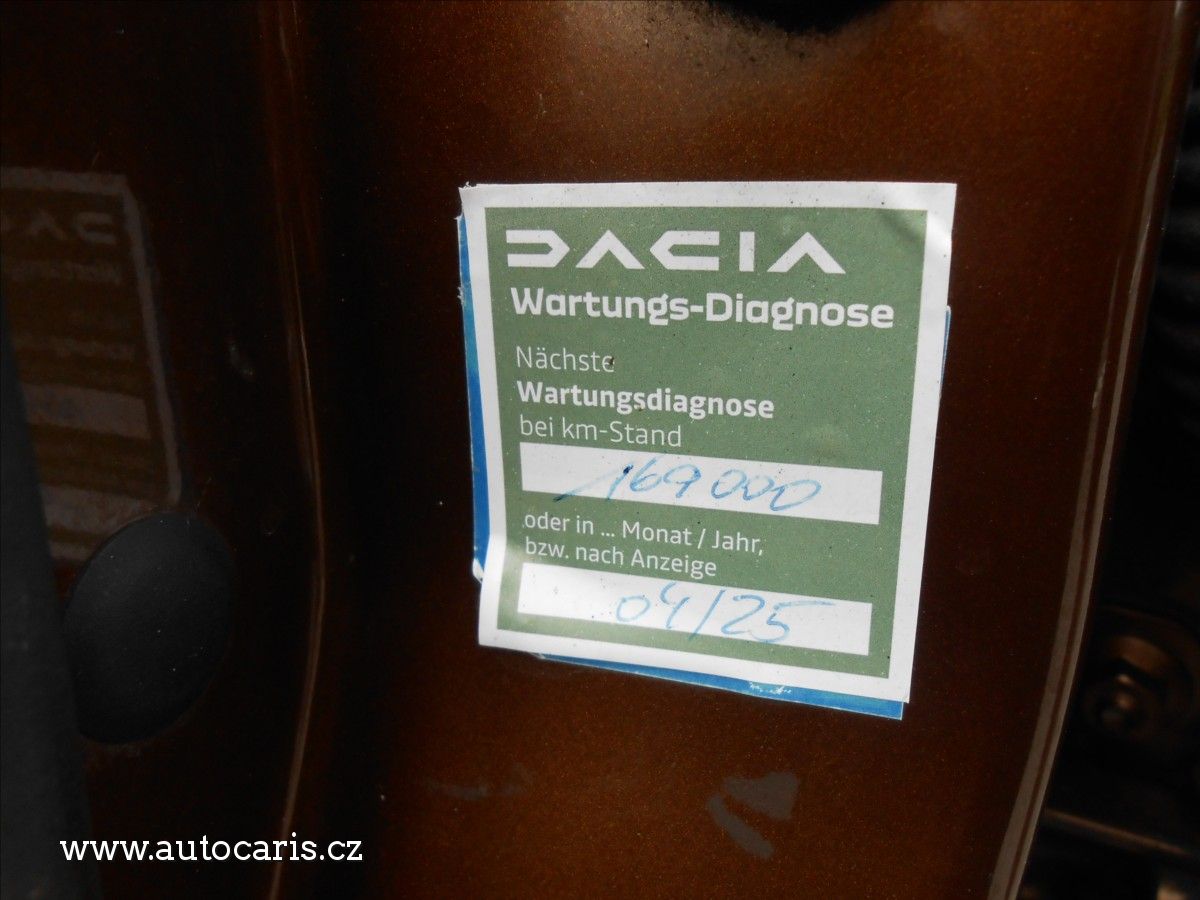 DACIA
Wartungs-Diagnose
Nächste
Wartungsdiagnose
bei km-Stand
169 000
oder in ... Monat / Jahr,
bzw. nach Anzeige
04/25
www.autocaris.cz